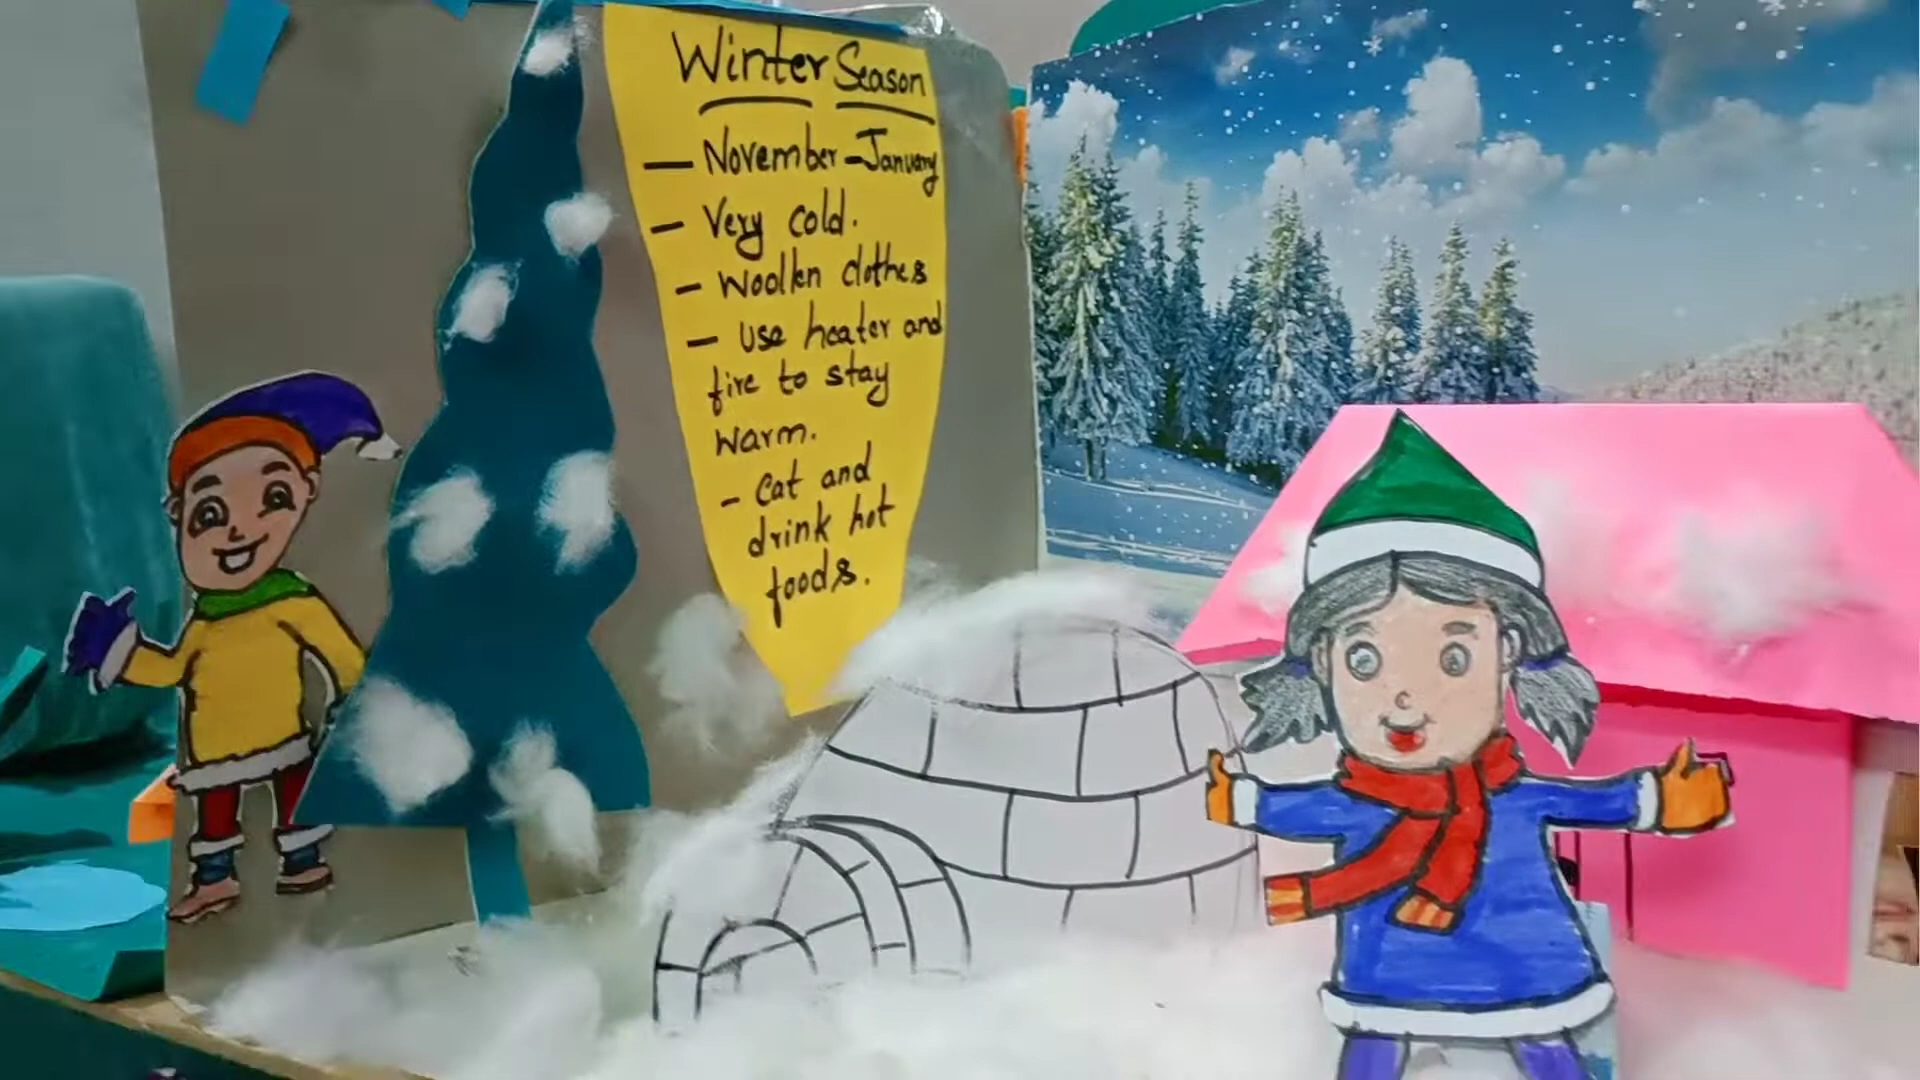 Winter Season
- November - January
- Very cold.
- Woollen clothes
- Use heater and
fire to stay
warm.
- Eat and
drink hot
foods.